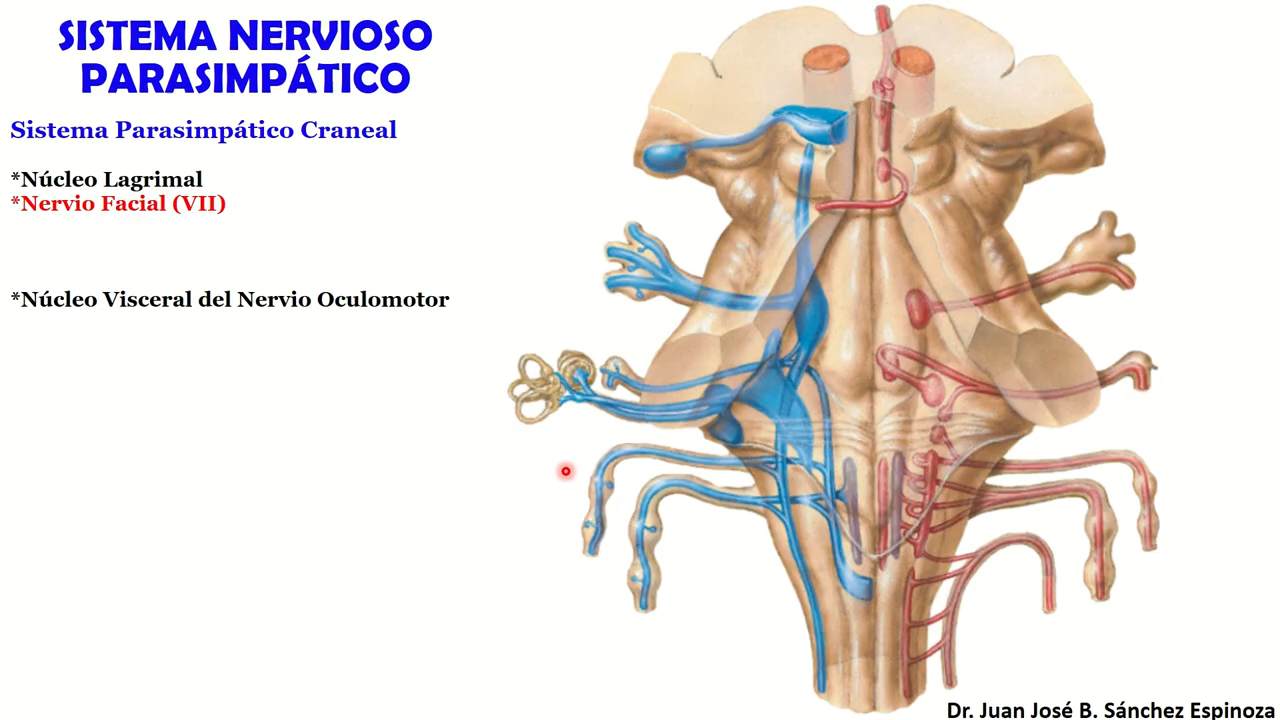 SISTEMA NERVIOSO
PARASIMPÁTICO
Sistema Parasimpático Craneal
*Núcleo Lagrimal
*Nervio Facial (VII)
*Núcleo Visceral del Nervio Oculomotor
Dr. Juan José B. Sánchez Espinoza